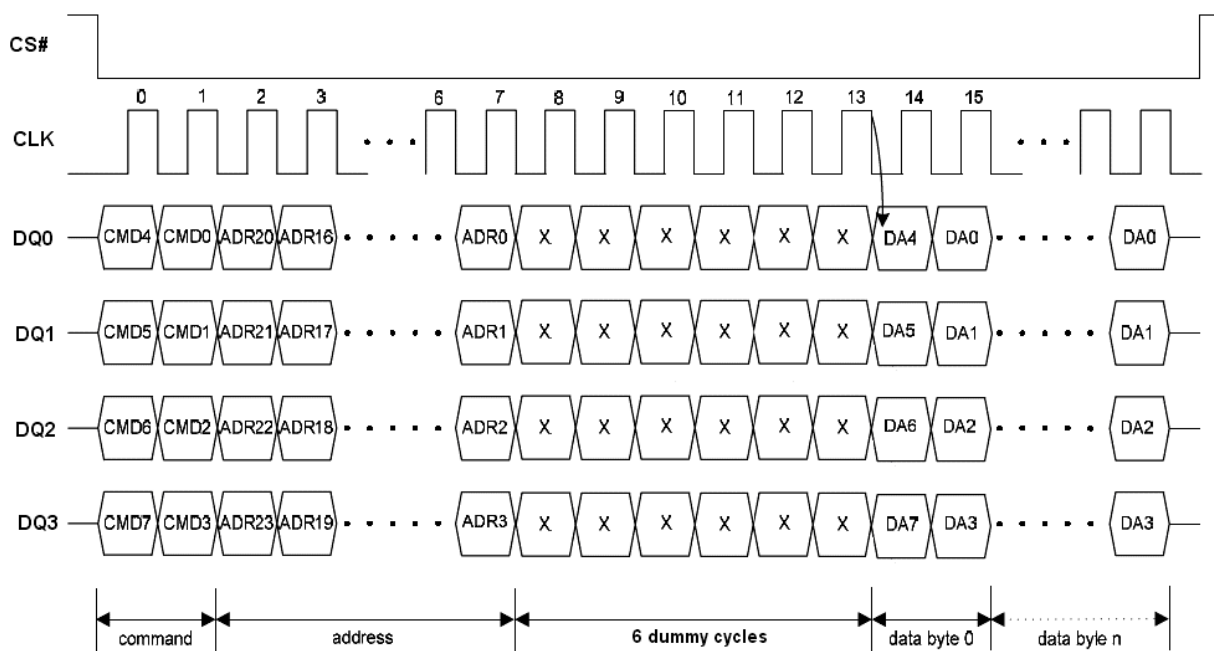 CS#
0 1 2 3 6 7 8 9 10 11 12 13 14 15
CLK
DQ0 CMD4 CMD0 ADR20 ADR16 ADR0 X X X X X X DA4 DA0 DA0
DQ1 CMD5 CMD1 ADR21 ADR17 ADR1 X X X X X X DA5 DA1 DA1
DQ2 CMD6 CMD2 ADR22 ADR18 ADR2 X X X X X X DA6 DA2 DA2
DQ3 CMD7 CMD3 ADR23 ADR19 ADR3 X X X X X X DA7 DA3 DA3
command address 6 dummy cycles data byte 0 data byte n